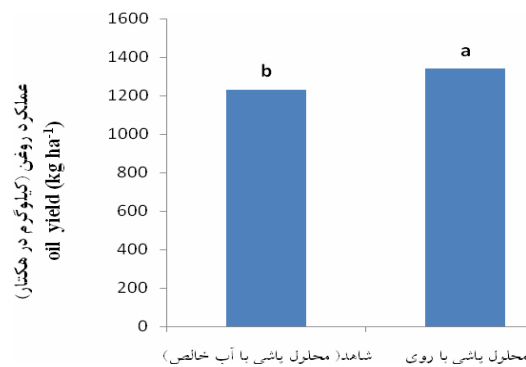 عملکرد روغن (کیلوگرم در هکتار)
oil yield (kg ha-1)
1600
1400
1200
1000
800
600
400
200
0
b
a
شاهد( محلول پاشی با آب خالص)
محلول پاشی با روی